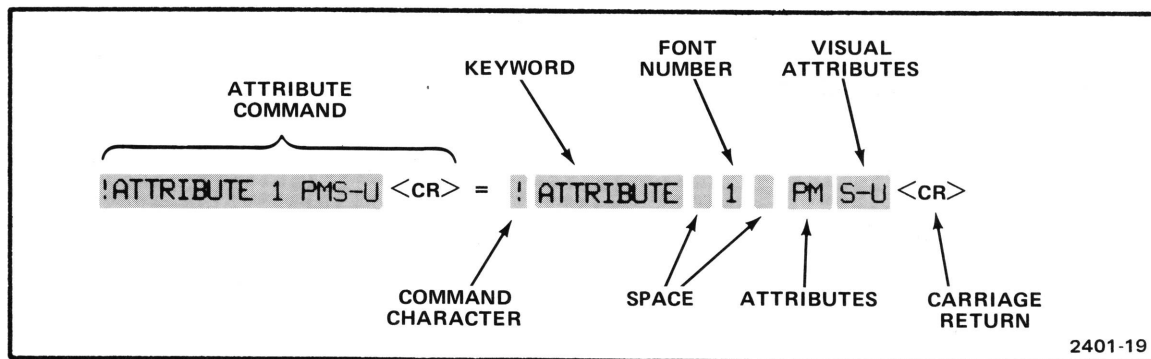 FONT NUMBER
VISUAL ATTRIBUTES
KEYWORD
ATTRIBUTE COMMAND
!ATTRIBUTE 1 PMS-U <CR> = ! ATTRIBUTE 1 PM S-U <CR>
COMMAND CHARACTER
SPACE
ATTRIBUTES
CARRIAGE RETURN
2401-19